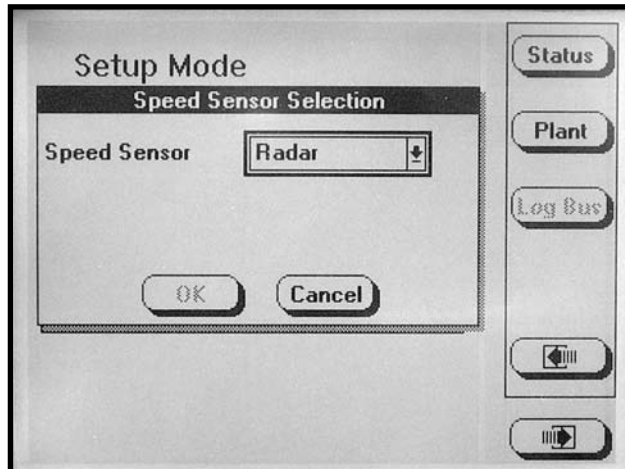 Setup Mode
Speed Sensor Selection
Speed Sensor
Radar
OK
Cancel
Status
Plant
Log Bus